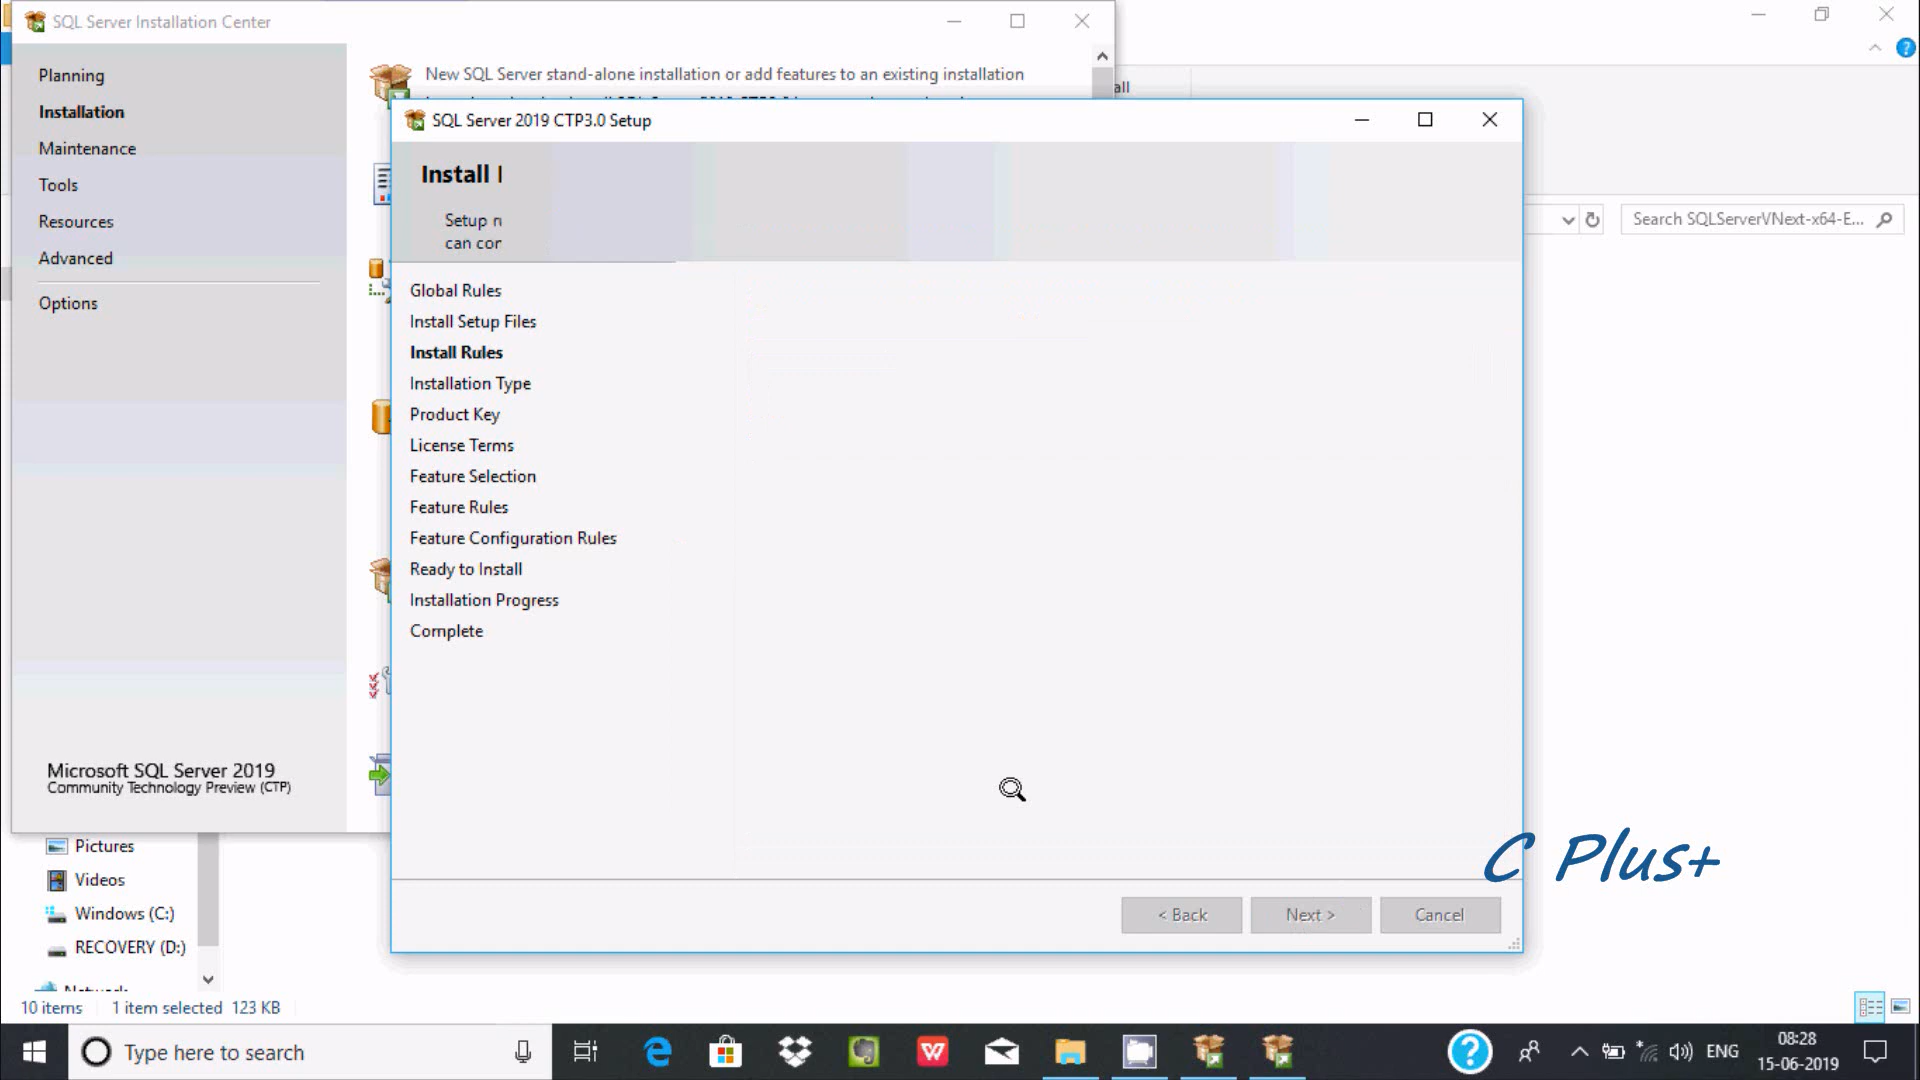 SQL Server Installation Center
Planning
Installation
Maintenance
Tools
Resources
Advanced
Options
New SQL Server stand-alone installation or add features to an existing installation
all
SQL Server 2019 CTP3.0 Setup
Install
Setup n
can cor
Global Rules
Install Setup Files
Install Rules
Installation Type
Product Key
License Terms
Feature Selection
Feature Rules
Feature Configuration Rules
Ready to Install
Installation Progress
Complete
< Back
Next >
Cancel
Search SQLServerVNext-x64-E...
Microsoft SQL Server 2019
Community Technology Preview (CTP)
C Plus+
Pictures
Videos
Windows (C:)
RECOVERY (D:)
Network
10 items
1 item selected 123 KB
Type here to search
ENG
08:28
15-06-2019